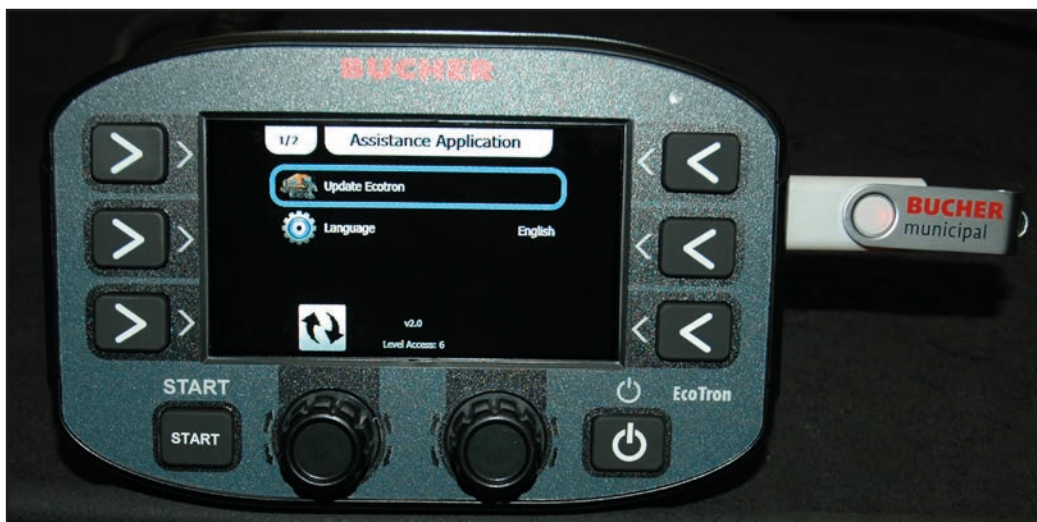 BUCHER
1/2 Assistance Application
Update Ecotron
Language English
v2.0
Level Access: 6
BUCHER
municipal
START
EcoTron
START